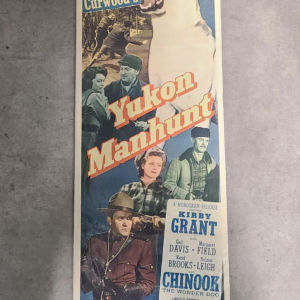 Curwood's
Yukon
Manhunt
A MONOGRAM RELEASE
KIRBY
GRANT
with
Gail Margaret
DAVIS • FIELD
Rand Nelson
BROOKS • LEIGH
CHINOOK
THE WONDER DOG